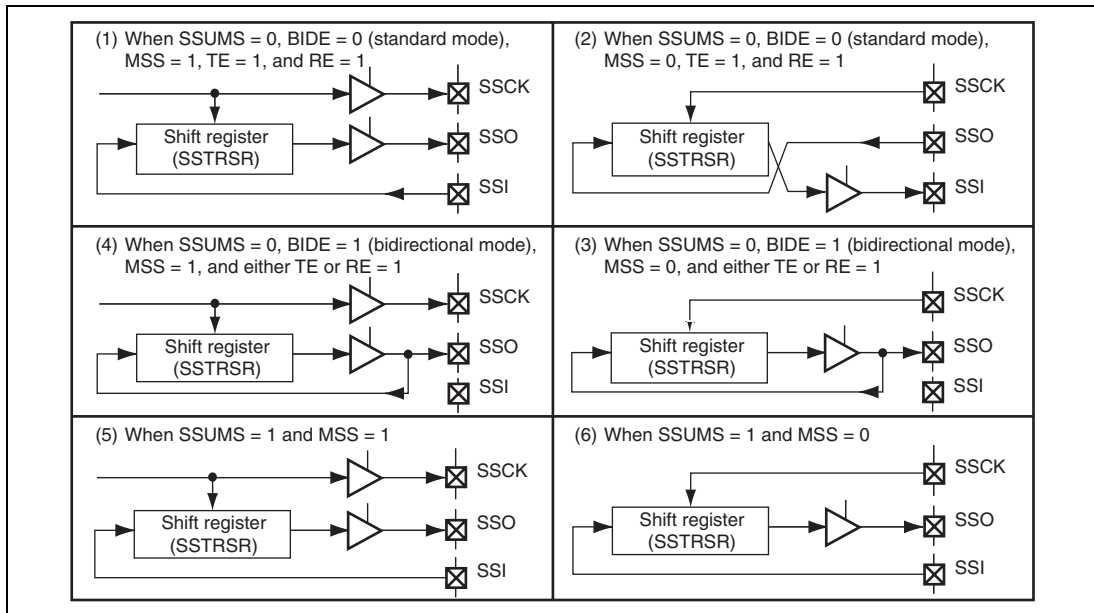 (1) When SSUMS = 0, BIDE = 0 (standard mode),
MSS = 1, TE = 1, and RE = 1
SSCK
Shift register
(SSTRSR)
SSO
SSI
(2) When SSUMS = 0, BIDE = 0 (standard mode),
MSS = 0, TE = 1, and RE = 1
SSCK
Shift register
(SSTRSR)
SSO
SSI
(4) When SSUMS = 0, BIDE = 1 (bidirectional mode),
MSS = 1, and either TE or RE = 1
SSCK
Shift register
(SSTRSR)
SSO
SSI
(3) When SSUMS = 0, BIDE = 1 (bidirectional mode),
MSS = 0, and either TE or RE = 1
SSCK
Shift register
(SSTRSR)
SSO
SSI
(5) When SSUMS = 1 and MSS = 1
SSCK
Shift register
(SSTRSR)
SSO
SSI
(6) When SSUMS = 1 and MSS = 0
SSCK
Shift register
(SSTRSR)
SSO
SSI